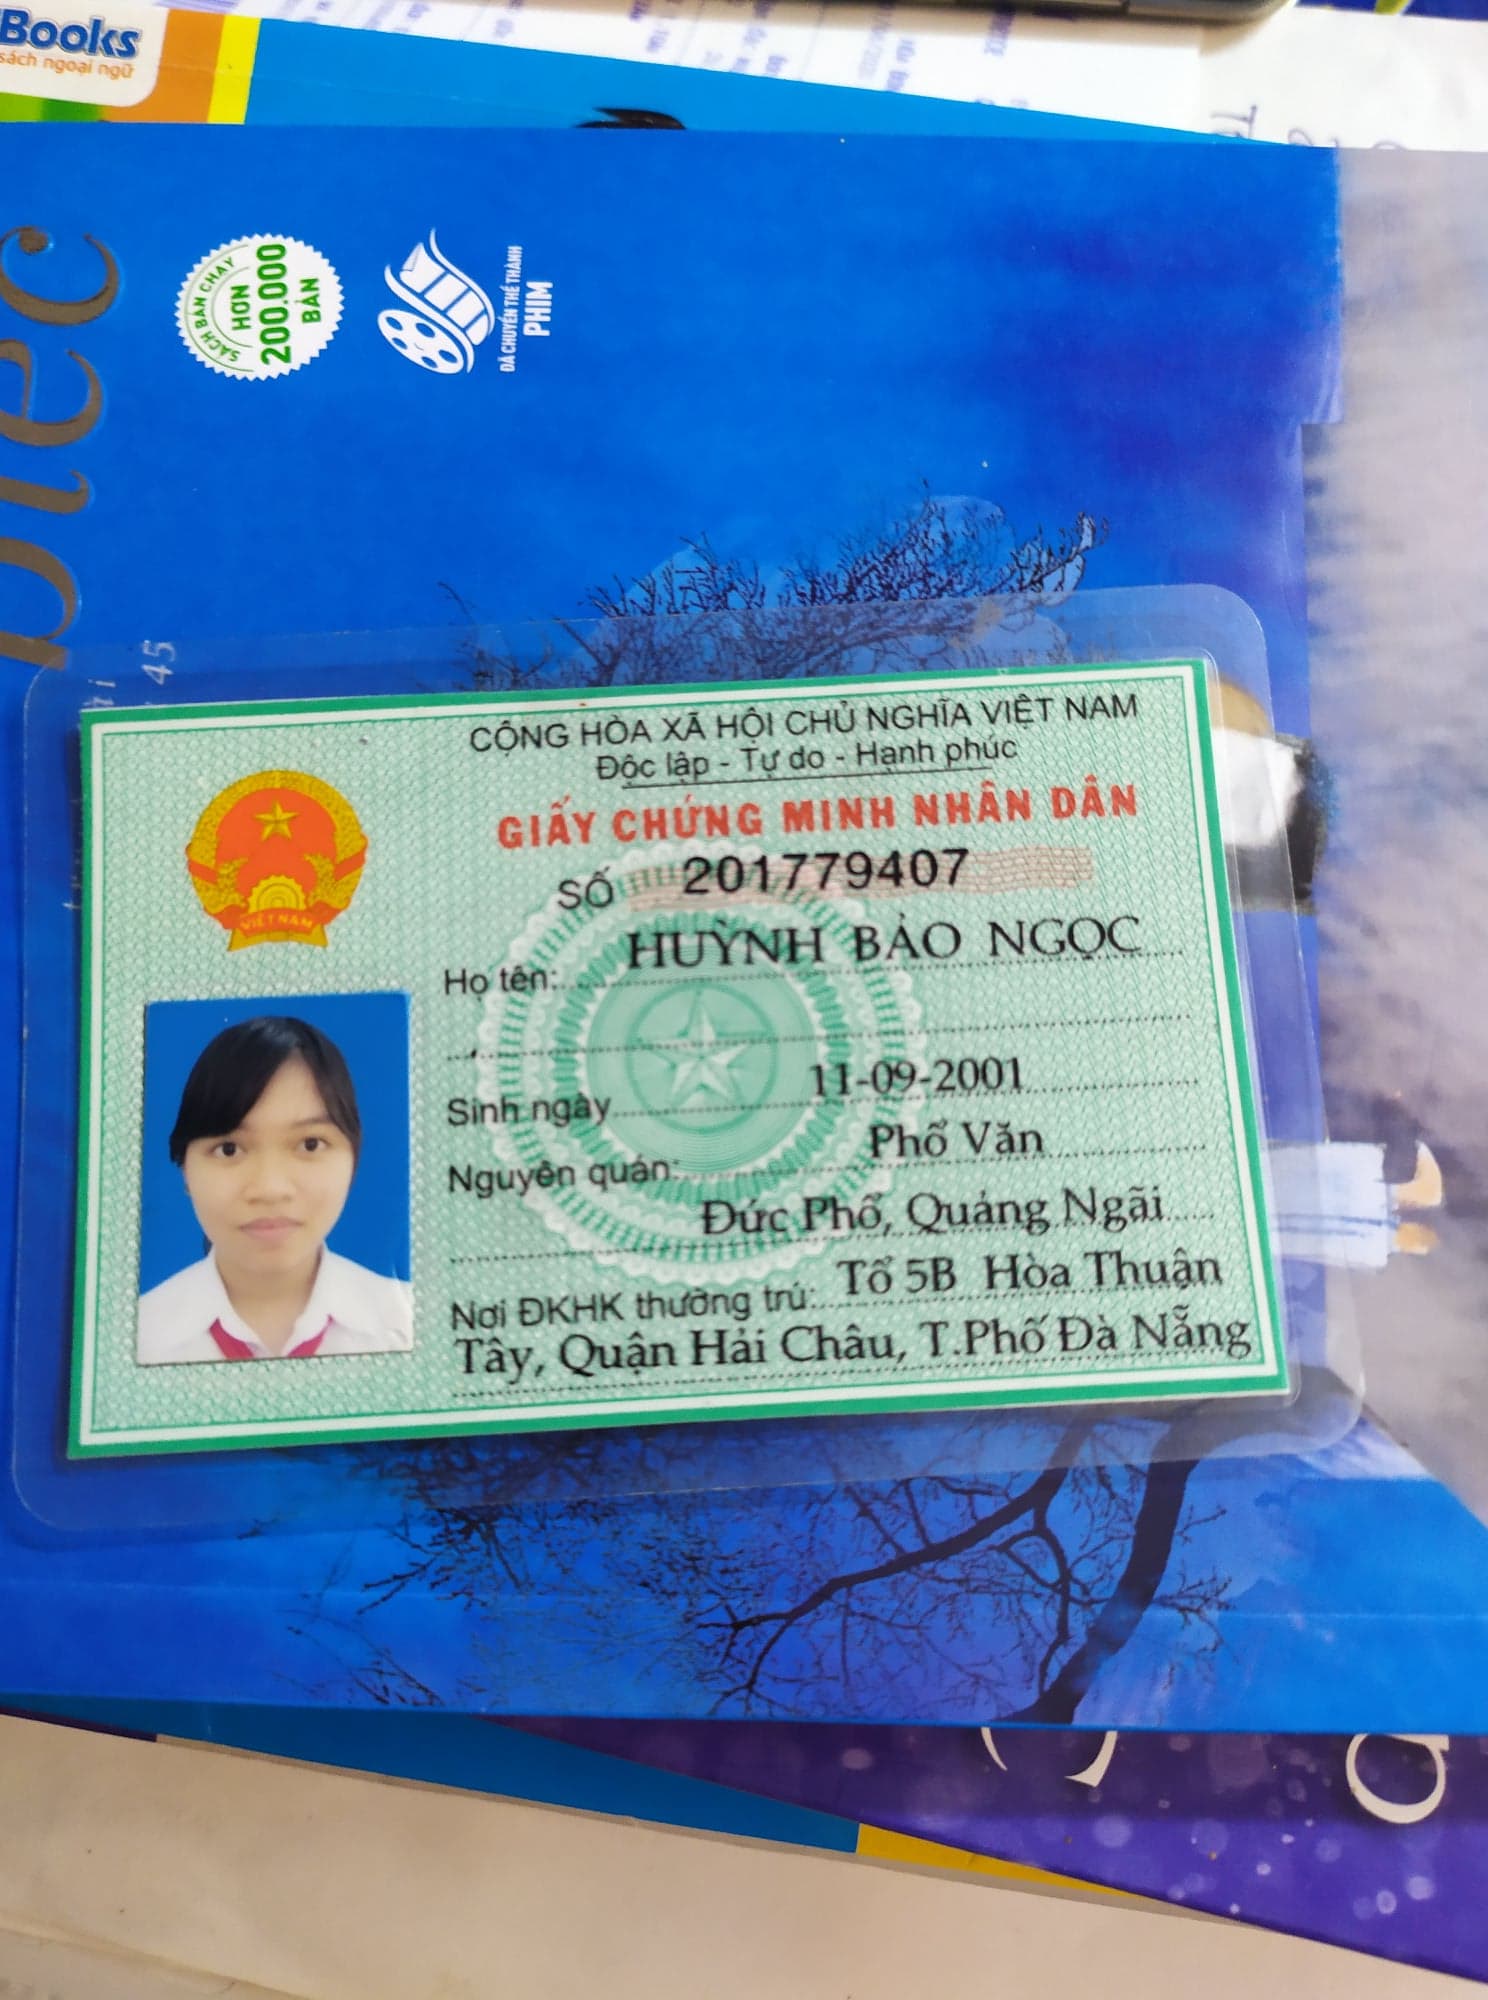 Books
sách ngoại ngữ
SÁCH BÁN CHẠY
HƠN
200.000
BẢN
ĐÃ CHUYỂN THỂ THÀNH
PHIM
45
CỘNG HÒA XÃ HỘI CHỦ NGHĨA VIỆT NAM
Độc lập - Tự do - Hạnh phúc
GIẤY CHỨNG MINH NHÂN DÂN
SỐ 201779407
VIỆT NAM
Họ tên: HUỲNH BẢO NGỌC
Sinh ngày 11-09-2001
Nguyên quán: Phổ Văn
Đức Phổ, Quảng Ngãi
Nơi ĐKHK thường trú: Tổ 5B Hòa Thuận
Tây, Quận Hải Châu, T.Phố Đà Nẵng